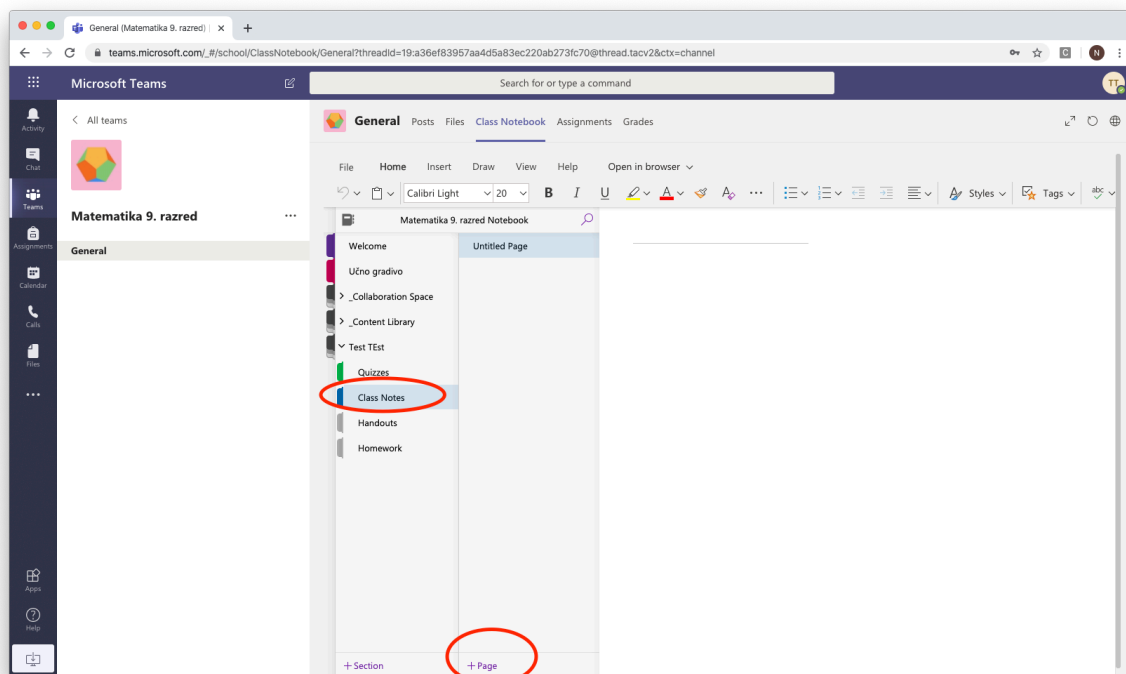 General (Matematika 9. razred) |
teams.microsoft.com/_#/school/ClassNotebook/General?threadId=19:a36ef83957aa4d5a83ec220ab273fc70@thread.tacv2&ctx=channel
C
N
Microsoft Teams
Search for or type a command
TT
Activity
Chat
Teams
Assignments
Calendar
Calls
Files
Apps
Help
All teams
Matematika 9. razred
General
General Posts Files Class Notebook Assignments Grades
File Home Insert Draw View Help Open in browser
Calibri Light 20 B I U A A Styles Tags abc
Matematika 9. razred Notebook
Welcome
Učno gradivo
_Collaboration Space
_Content Library
Test TEst
Quizzes
Class Notes
Handouts
Homework
+ Section
Untitled Page
+ Page